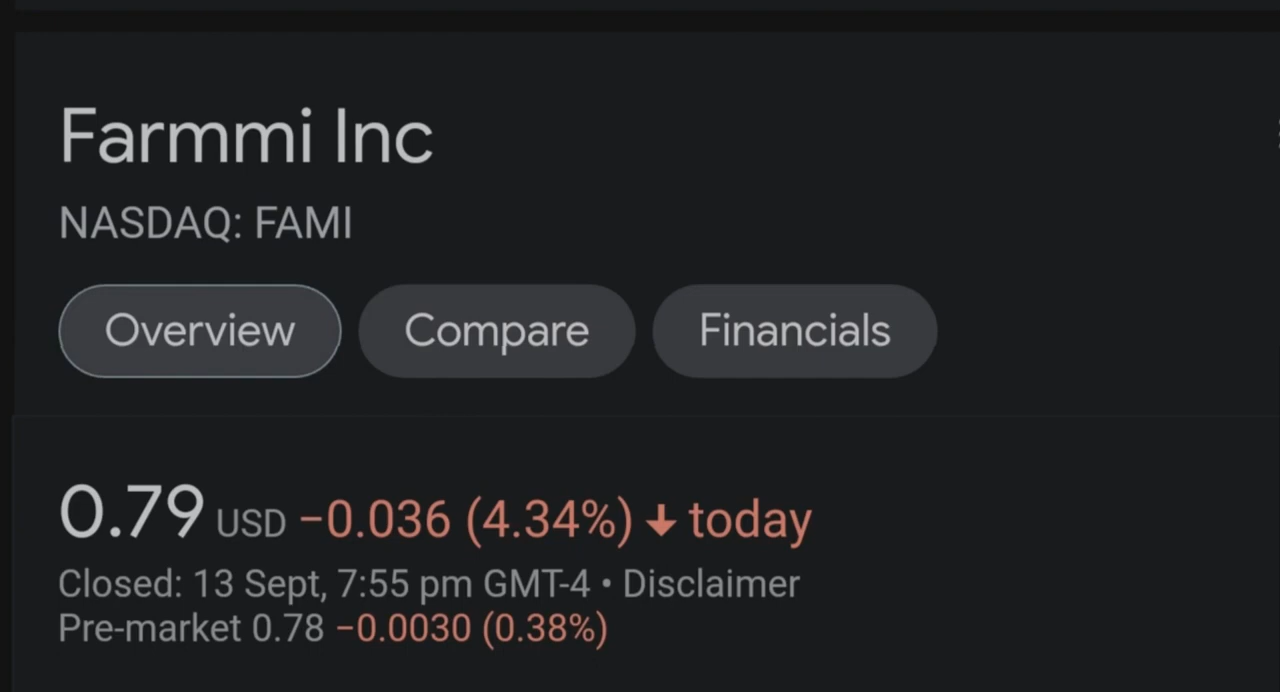 Farmmi Inc
NASDAQ: FAMI
Overview Compare Financials
0.79 USD −0.036 (4.34%) ↓ today
Closed: 13 Sept, 7:55 pm GMT-4 • Disclaimer
Pre-market 0.78 −0.0030 (0.38%)